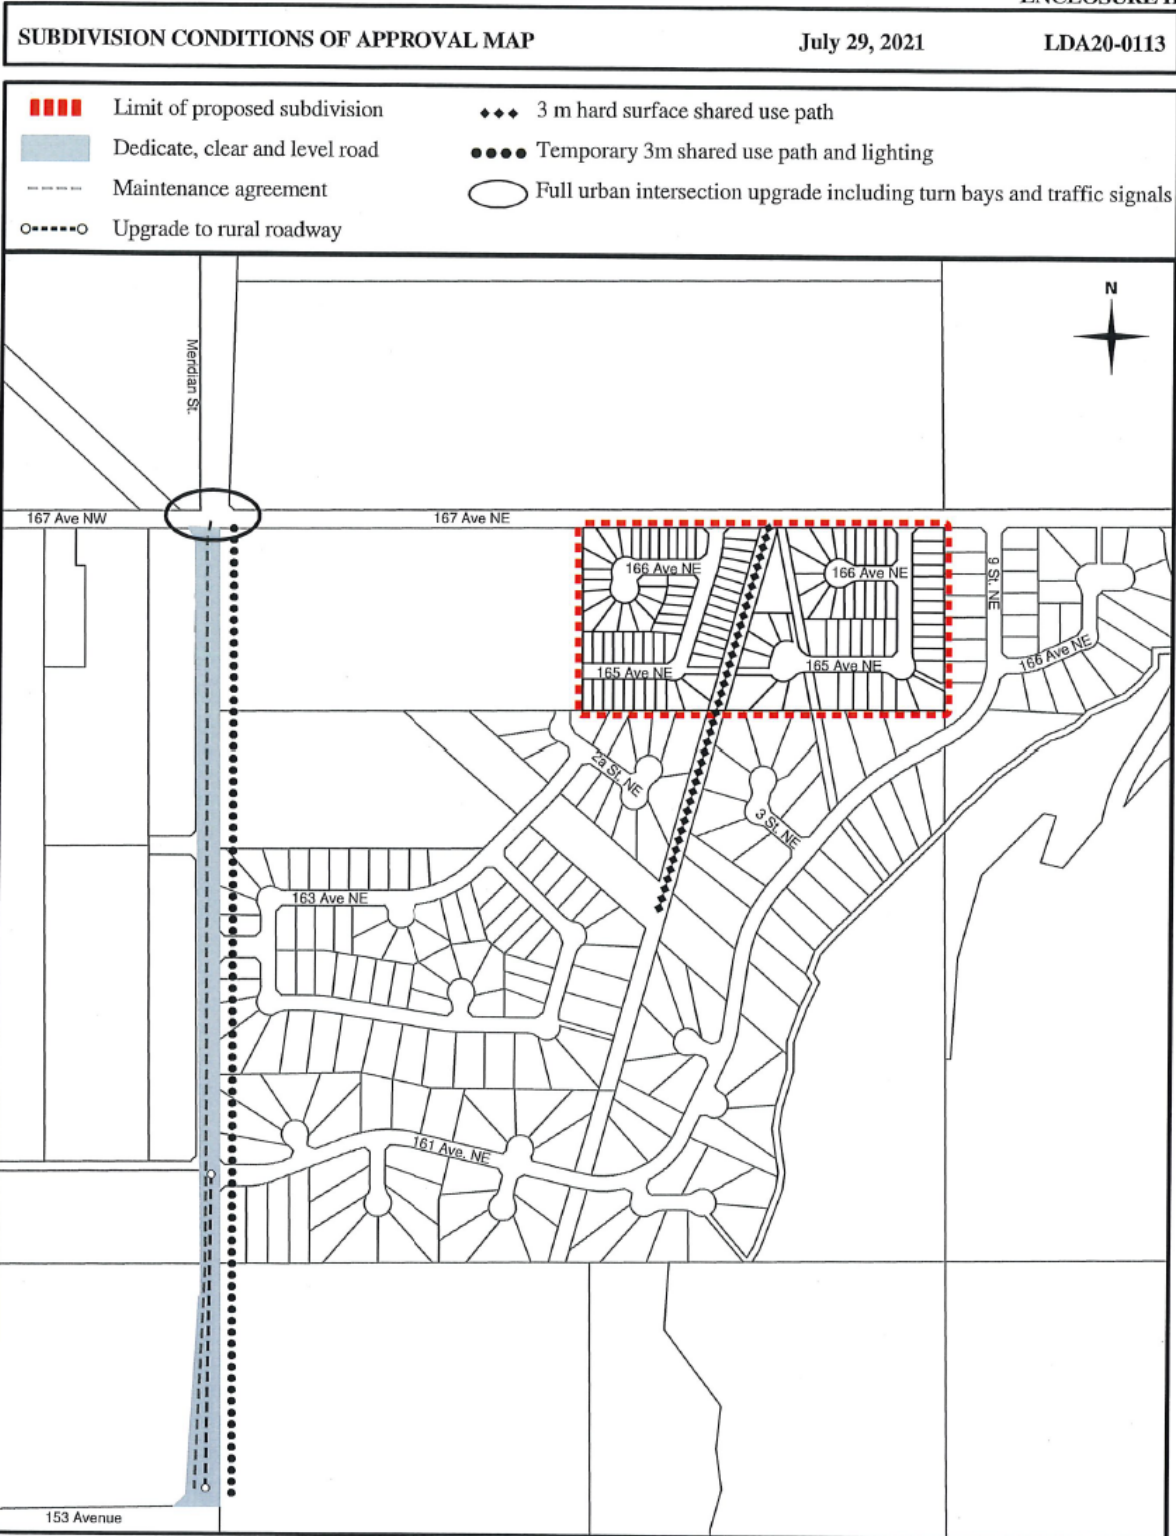 SUBDIVISION CONDITIONS OF APPROVAL MAP July 29, 2021 LDA20-0113
Limit of proposed subdivision
3 m hard surface shared use path
Dedicate, clear and level road
Temporary 3m shared use path and lighting
Maintenance agreement
Full urban intersection upgrade including turn bays and traffic signals
Upgrade to rural roadway
N
Meridian St.
167 Ave NW
167 Ave NE
166 Ave NE
166 Ave NE
9 St. NE
166 Ave NE
165 Ave NE
165 Ave NE
2a St. NE
3 St. NE
163 Ave NE
161 Ave. NE
153 Avenue